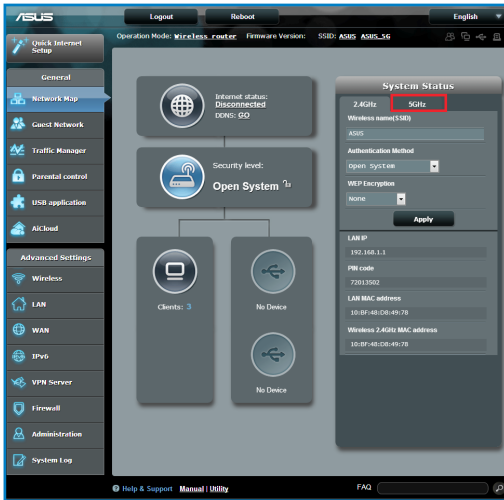 ASUS
Logout Reboot English
Operation Mode: Wireless router Firmware Version: SSID: ASUS ASUS_5G
Quick Internet
Setup
General
Network Map
Guest Network
Traffic Manager
Parental control
USB application
AiCloud
Advanced Settings
Wireless
LAN
WAN
IPv6
VPN Server
Firewall
Administration
System Log
Internet status:
Disconnected
DDNS: GO
Security level:
Open System
Clients: 3
No Device
No Device
System Status
2.4GHz 5GHz
Wireless name(SSID)
ASUS
Authentication Method
Open System
WEP Encryption
None
Apply
LAN IP
192.168.1.1
PIN code
72013502
LAN MAC address
10:BF:48:D8:49:78
Wireless 2.4GHz MAC address
10:BF:48:D8:49:78
Help & Support Manual | Utility FAQ